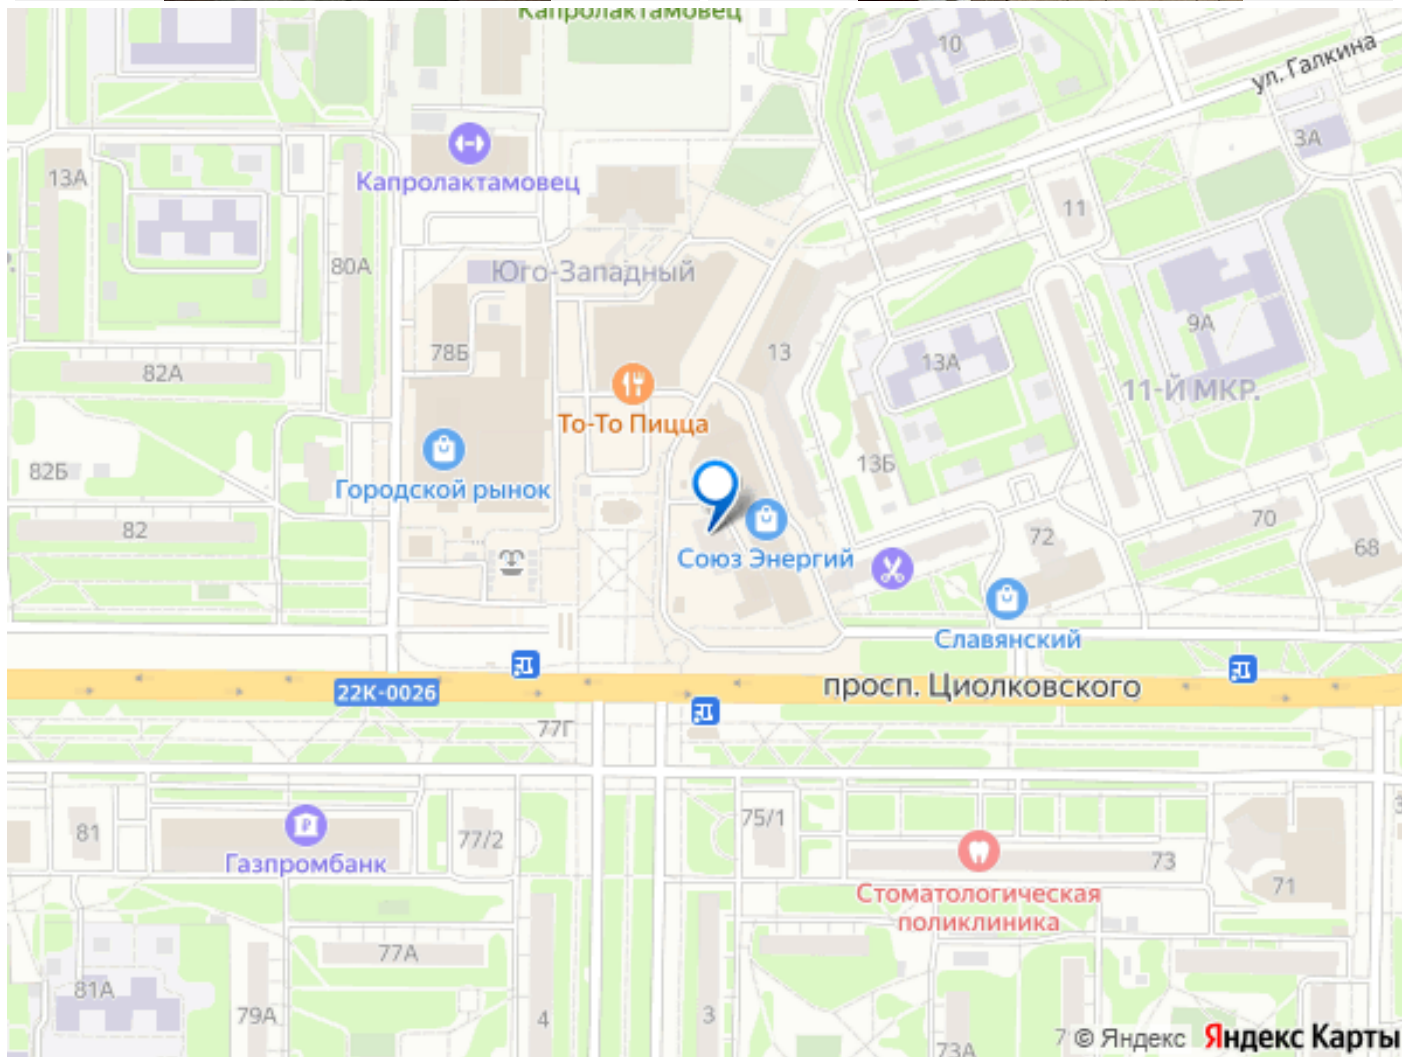 Капролактамовец
10
ул. Галкина
3А
13А
Капролактамовец
11
80А
Юго-Западный
9А
78Б
13
13А
82А
11-Й МКР.
То-То Пицца
82Б
13Б
Городской рынок
82
70
72
68
Союз Энергий
Славянский
22К-0026
просп. Циолковского
77Г
75/1
81
77/2
73
Газпромбанк
71
Стоматологическая
поликлиника
77А
81А
79А
4
3
73А
© Яндекс Яндекс Карты